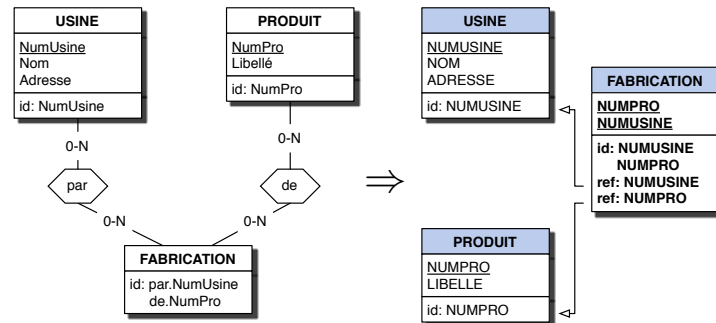 USINE
NumUsine
Nom
Adresse
id: NumUsine
PRODUIT
NumPro
Libellé
id: NumPro
0-N
0-N
par
de
0-N
0-N
FABRICATION
id: par.NumUsine
de.NumPro
⇒
USINE
NUMUSINE
NOM
ADRESSE
id: NUMUSINE
FABRICATION
NUMPRO
NUMUSINE
id: NUMUSINE
NUMPRO
ref: NUMUSINE
ref: NUMPRO
PRODUIT
NUMPRO
LIBELLE
id: NUMPRO